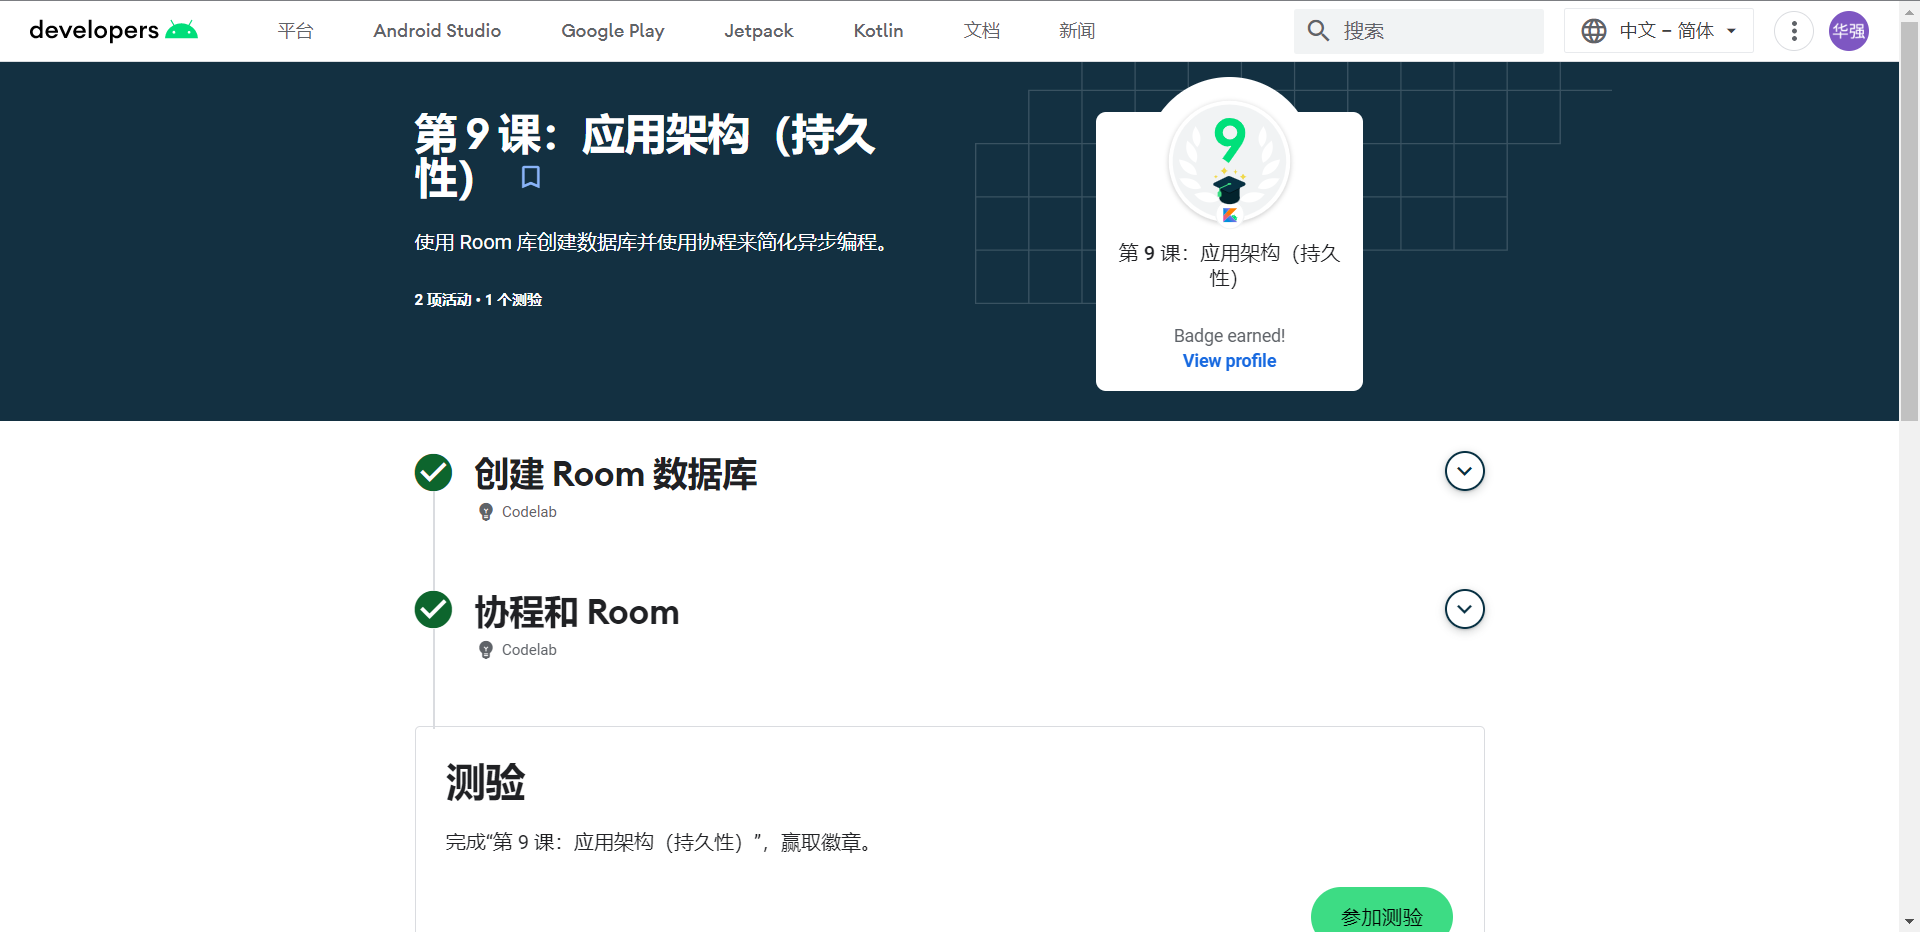 developers
平台
Android Studio
Google Play
Jetpack
Kotlin
文档
新闻
搜索
中文 – 简体
华强
第 9 课：应用架构（持久
性）
使用 Room 库创建数据库并使用协程来简化异步编程。
2 项活动 • 1 个测验
9
第 9 课：应用架构（持久
性）
Badge earned!
View profile
创建 Room 数据库
Codelab
协程和 Room
Codelab
测验
完成“第 9 课：应用架构（持久性）”，赢取徽章。
参加测验